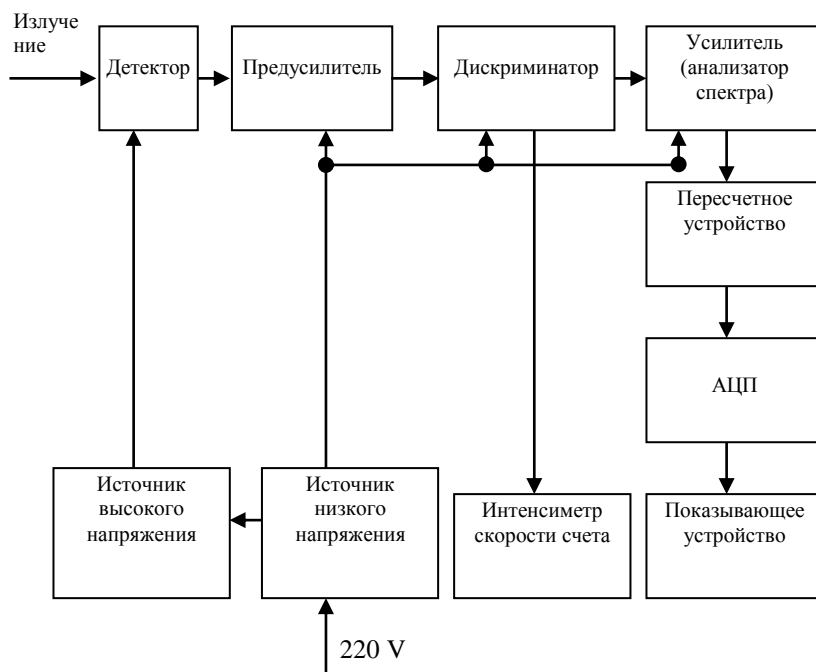 Излуче
ние
Детектор
Предусилитель
Дискриминатор
Усилитель
(анализатор
спектра)
Пересчетное
устройство
АЦП
Источник
высокого
напряжения
Источник
низкого
напряжения
Интенсиметр
скорости счета
Показывающее
устройство
220 V